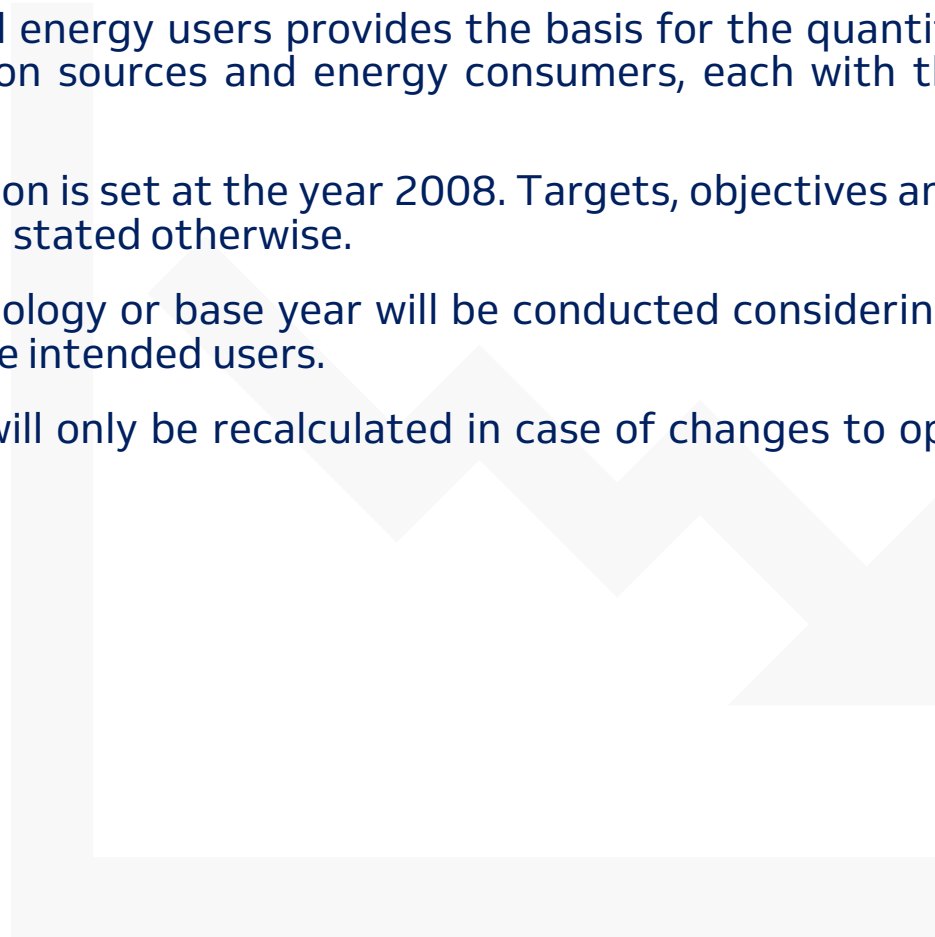 energy users provides the basis for the quanti
on sources and energy consumers, each with t
on is set at the year 2008. Targets, objectives a
stated otherwise.
ology or base year will be conducted considerin
e intended users.
will only be recalculated in case of changes to op